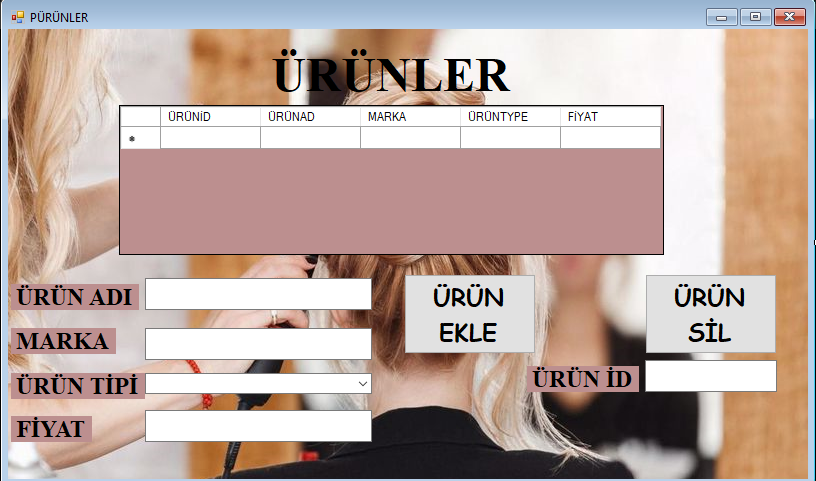 PÜRÜNLER
ÜRÜNLER
ÜRÜNİD ÜRÜNAD MARKA ÜRÜNTYPE FİYAT
ÜRÜN ADI
MARKA
ÜRÜN TİPİ
FİYAT
ÜRÜN
EKLE
ÜRÜN
SİL
ÜRÜN İD